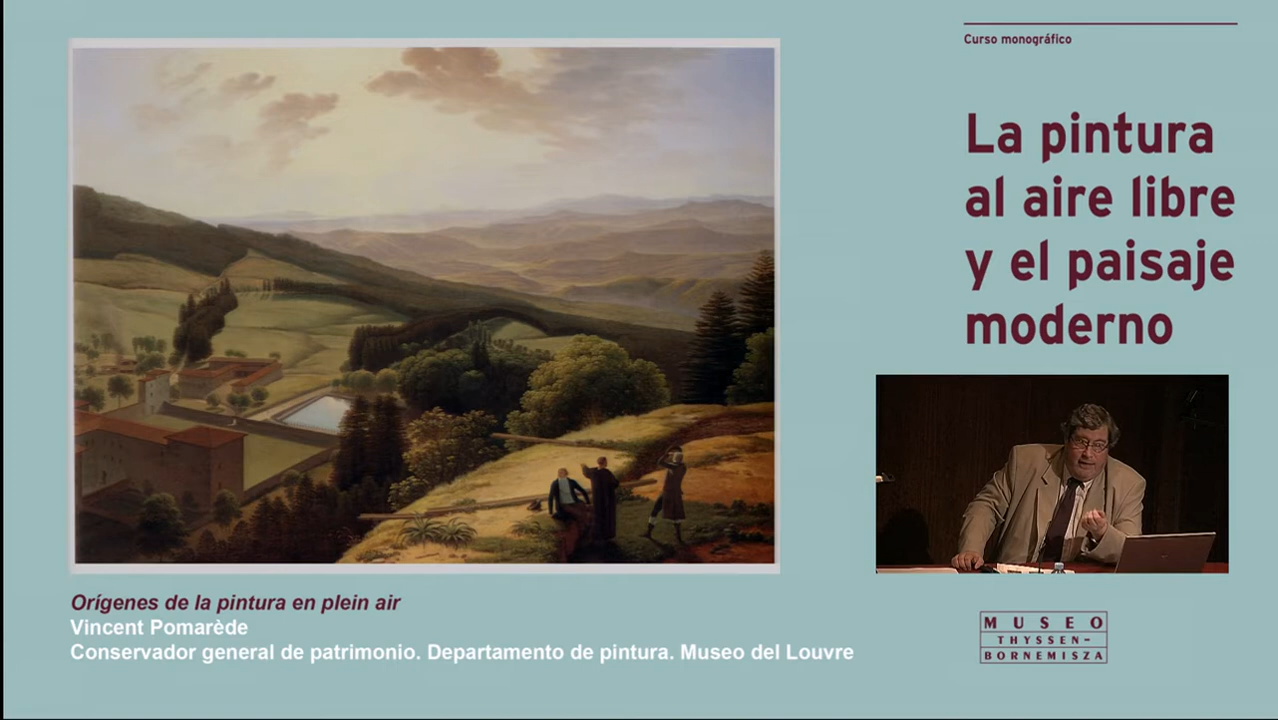 Curso monográfico
La pintura
al aire libre
y el paisaje
moderno
Orígenes de la pintura en plein air
Vincent Pomarède
Conservador general de patrimonio. Departamento de pintura. Museo del Louvre
MUSEO
THYSSEN-
BORNEMISZA